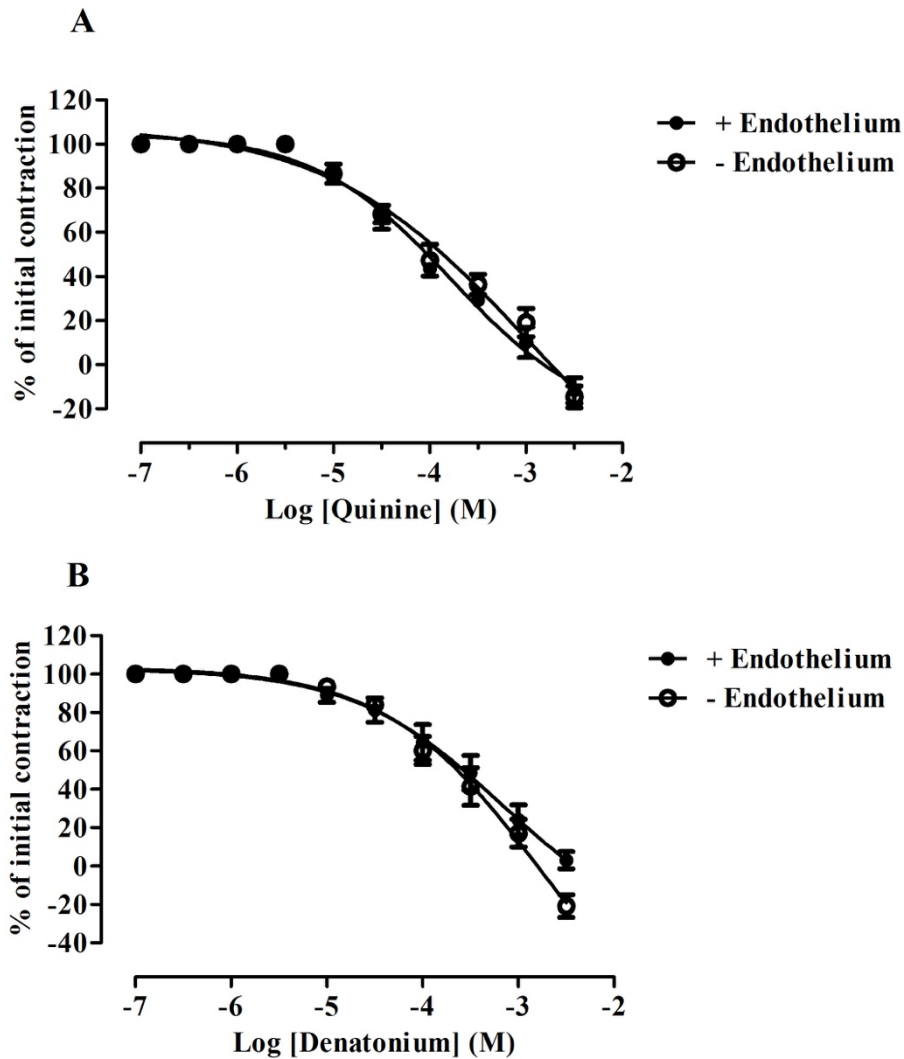 A
% of initial contraction
120
100
80
60
40
20
0
-20
-7 -6 -5 -4 -3 -2
Log [Quinine] (M)
+ Endothelium
- Endothelium
B
% of initial contraction
120
100
80
60
40
20
0
-20
-40
-7 -6 -5 -4 -3 -2
Log [Denatonium] (M)
+ Endothelium
- Endothelium